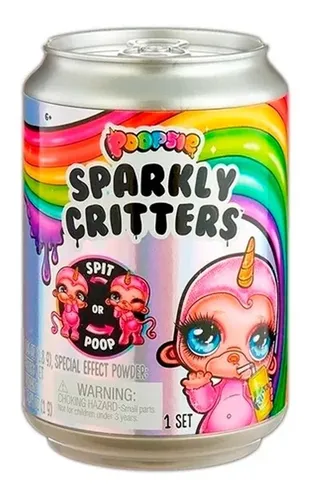 6+
POOPSIE
SPARKLY
CRITTERS
SPIT
OR
POOP
SPECIAL EFFECT POWDERS
WARNING:
CHOKING HAZARD-Small parts
Not for children under 3 years.
1 SET